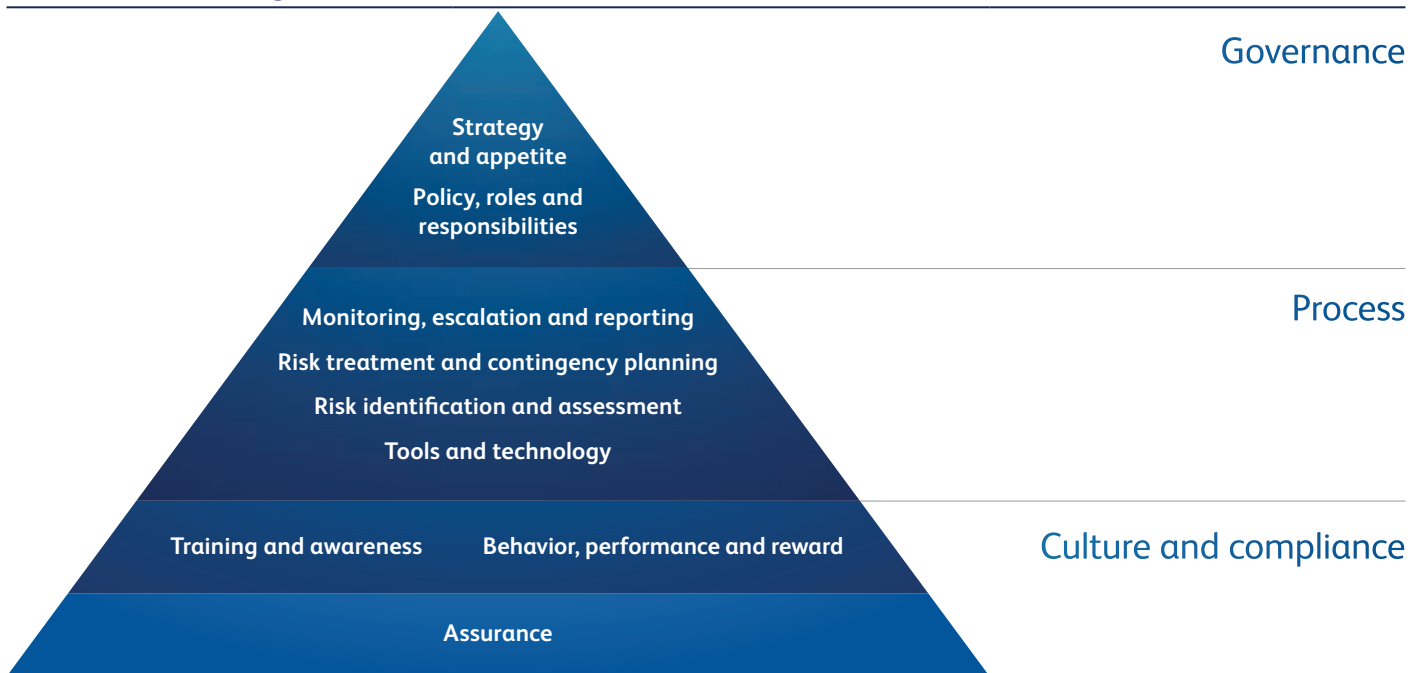 Governance
Strategy
and appetite
Policy, roles and
responsibilities
Process
Monitoring, escalation and reporting
Risk treatment and contingency planning
Risk identification and assessment
Tools and technology
Culture and compliance
Training and awareness
Behavior, performance and reward
Assurance